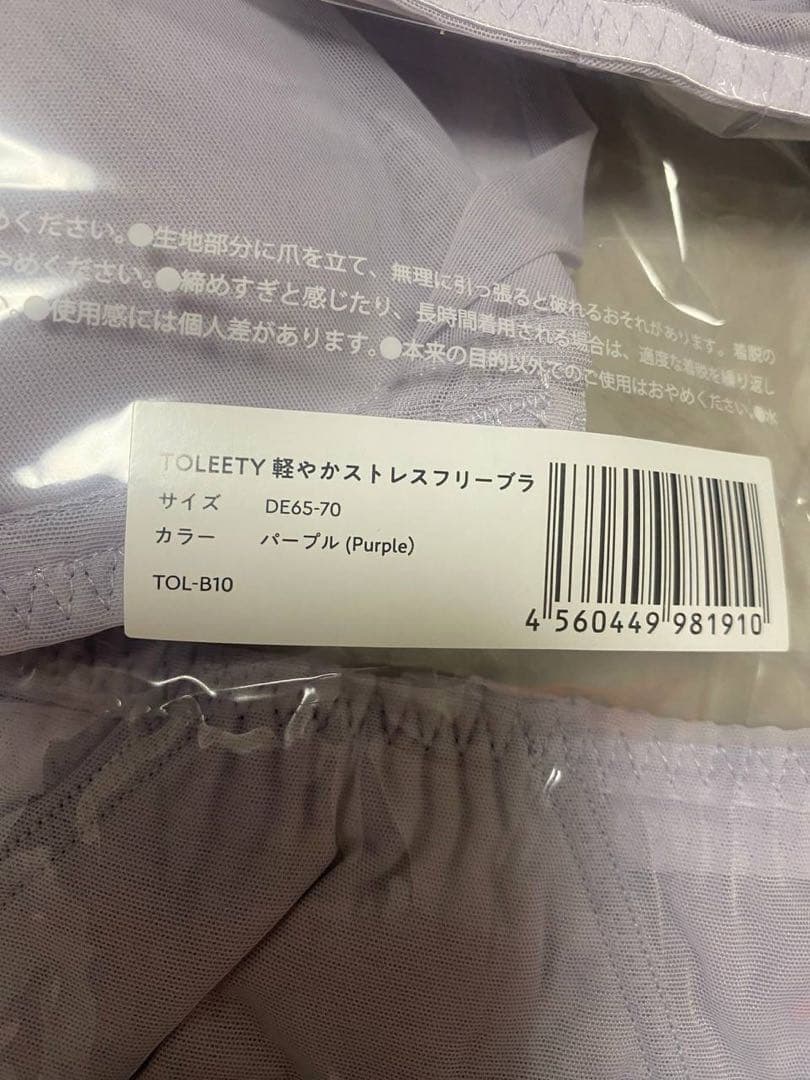 めください。●生地部分に爪を立て、無理に引っ張ると破れるおそれがあります。着脱の
やめください。●締めすぎと感じたり、長時間着用される場合は、適度な着脱を繰り返し
い。●使用感には個人差があります。●本来の目的以外でのご使用はおやめください。●水
TOLEETY 軽やかストレスフリーブラ
サイズ DE65-70
カラー パープル (Purple)
TOL-B10
4 560449 981910